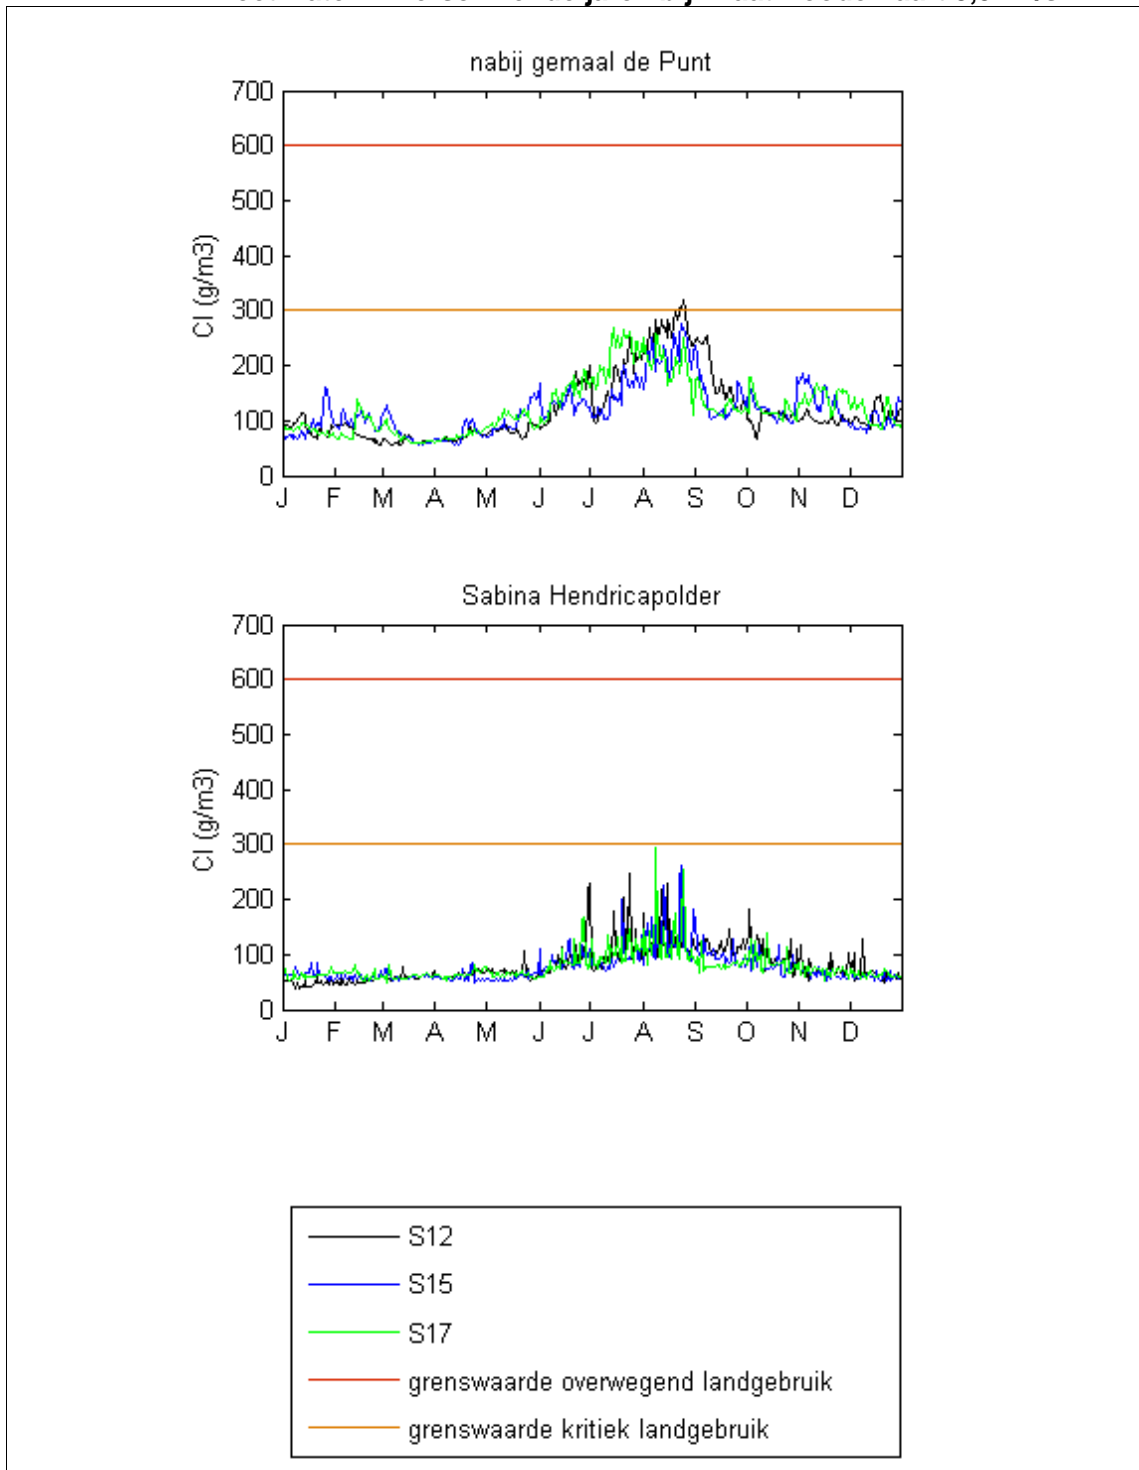 nabij gemaal de Punt
700
600
500
400
300
200
100
0
Cl (g/m3)
J F M A M J J A S O N D
Sabina Hendricapolder
700
600
500
400
300
200
100
0
Cl (g/m3)
J F M A M J J A S O N D
S12
S15
S17
grenswaarde overwegend landgebruik
grenswaarde kritiek landgebruik